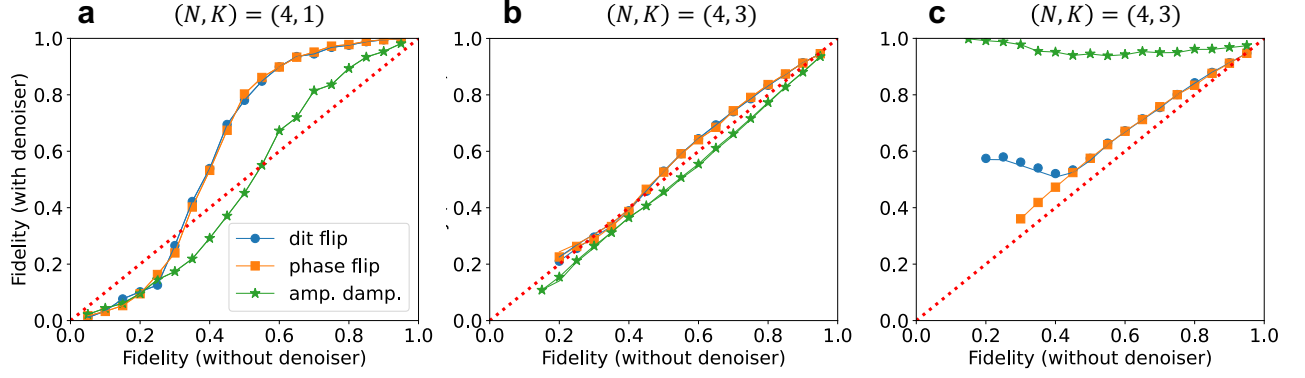 a
(N, K) = (4, 1)
1.0
0.8
0.6
0.4
0.2
0.0
Fidelity (with denoiser)
dit flip
phase flip
amp. damp.
0.0 0.2 0.4 0.6 0.8 1.0
Fidelity (without denoiser)
b
(N, K) = (4, 3)
1.0
0.8
0.6
0.4
0.2
0.0
0.0 0.2 0.4 0.6 0.8 1.0
Fidelity (without denoiser)
c
(N, K) = (4, 3)
1.0
0.8
0.6
0.4
0.2
0.0
0.0 0.2 0.4 0.6 0.8 1.0
Fidelity (without denoiser)